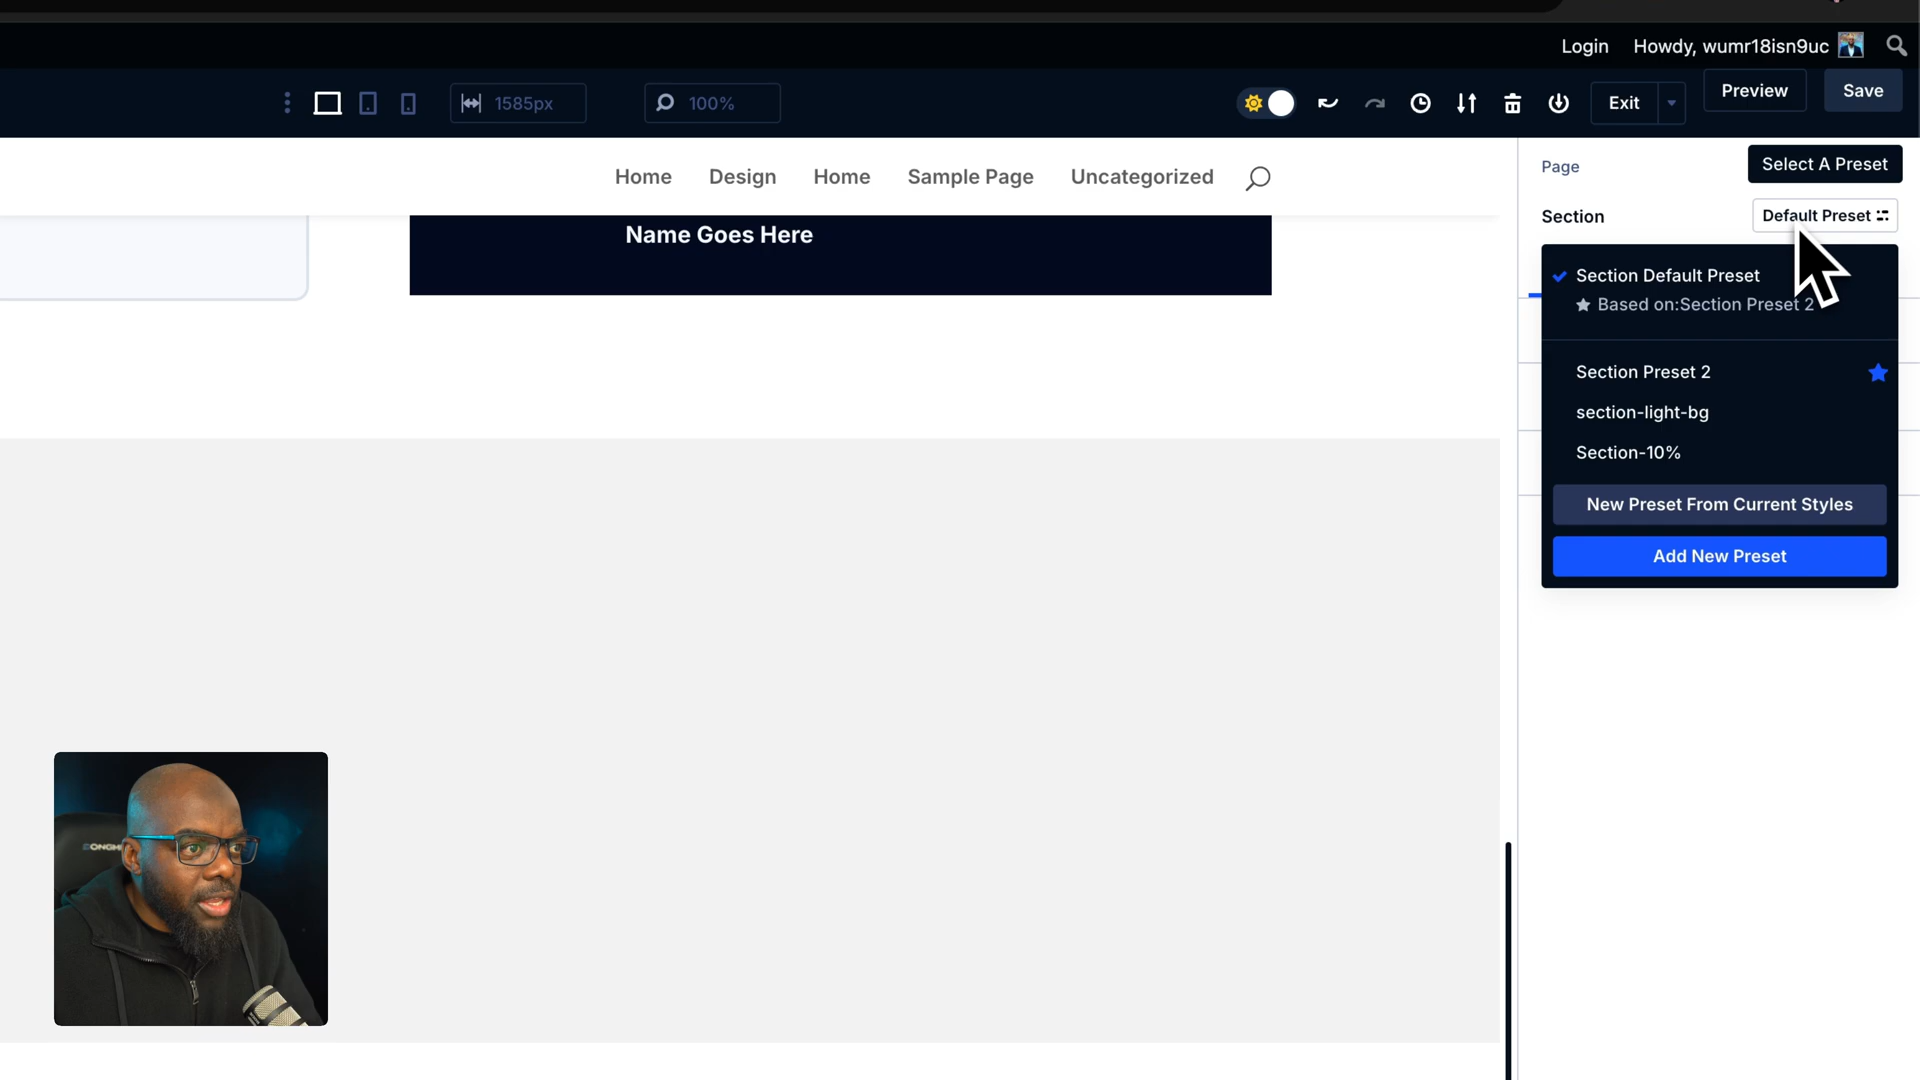 Login
Howdy, wumr18isn9uc
1585px
100%
Exit
Preview
Save
Home
Design
Home
Sample Page
Uncategorized
Page
Select A Preset
Name Goes Here
Section
Default Preset
Section Default Preset
Based on:Section Preset 2
Section Preset 2
section-light-bg
Section-10%
New Preset From Current Styles
Add New Preset